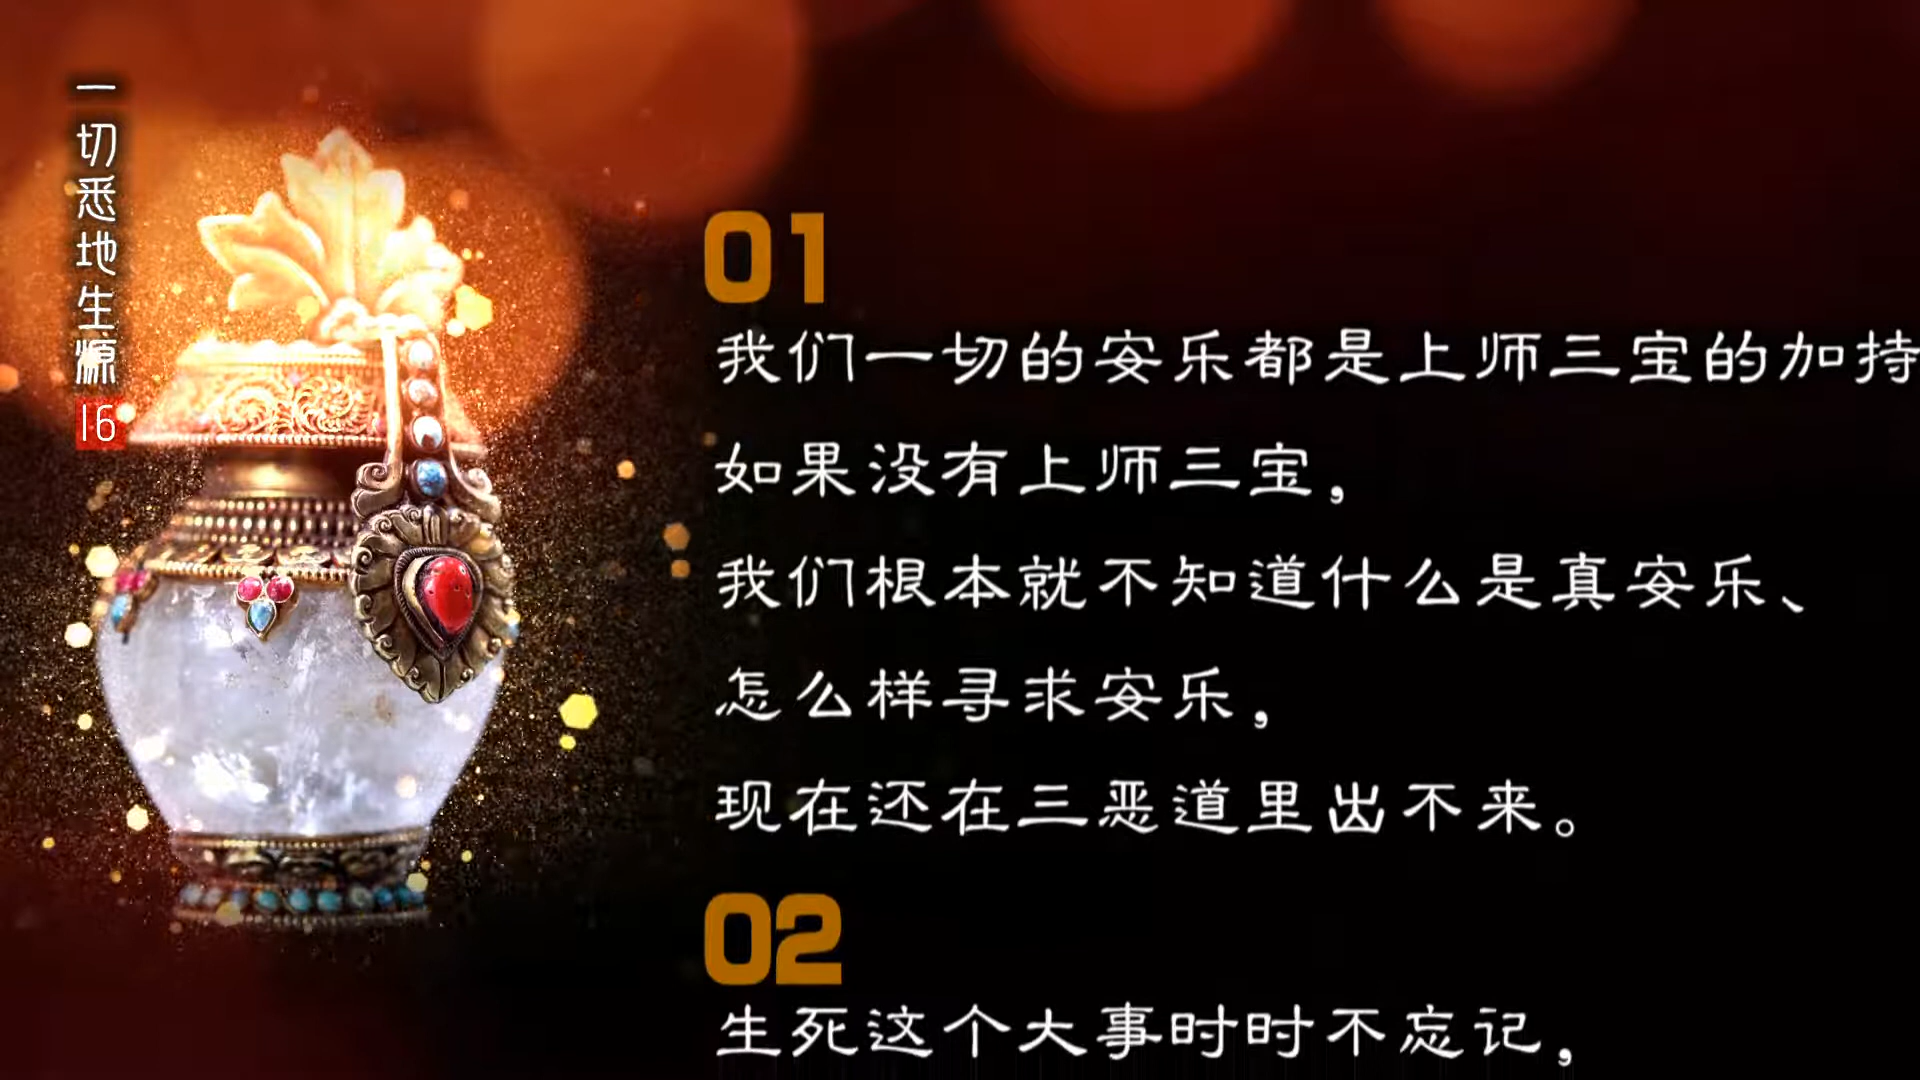 一切悉地生源
16
01
我们一切的安乐都是上师三宝的加持
如果没有上师三宝，
我们根本就不知道什么是真安乐、
怎么样寻求安乐，
现在还在三恶道里出不来。
02
生死这个大事时时不忘记，